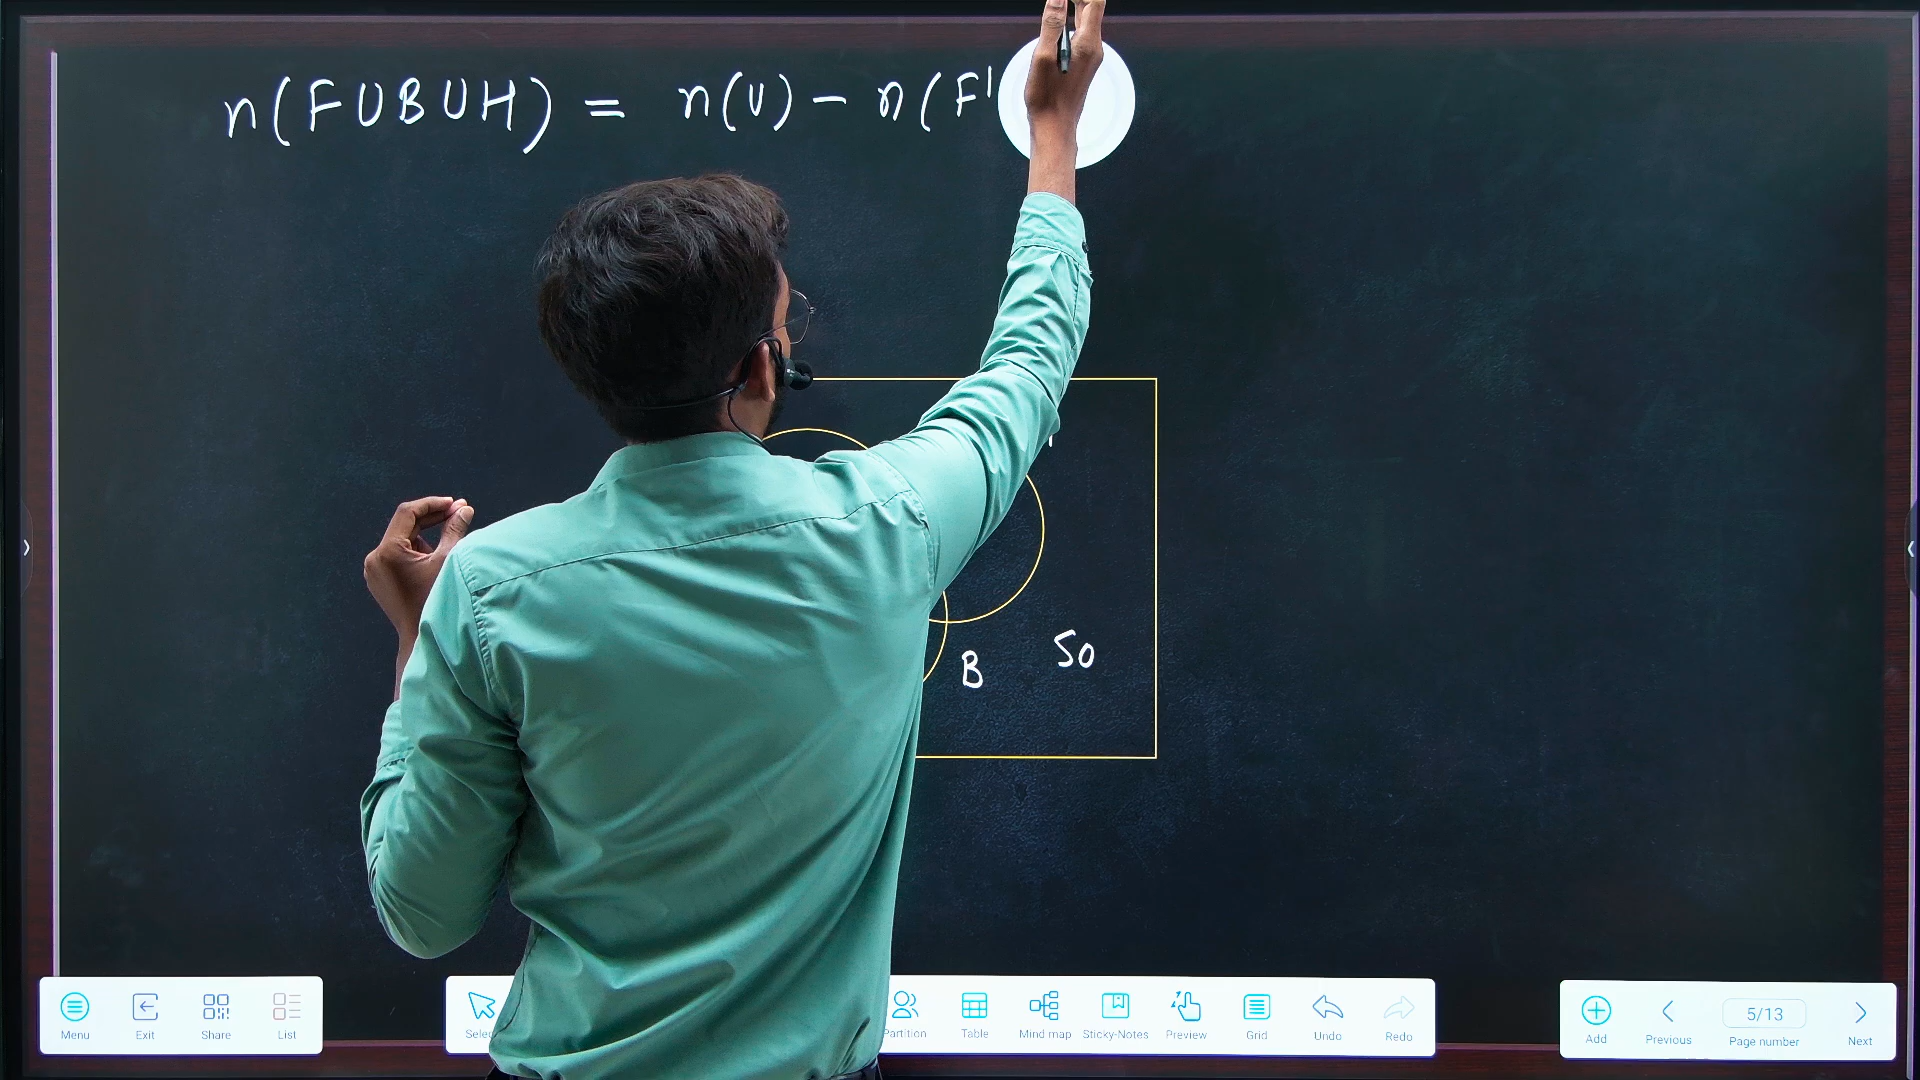 n(FUBUH) = n(U) - n(F'
B
50
Menu
Exit
Share
List
Partition
Table
Mind map
Sticky-Notes
Preview
Grid
Undo
Redo
Add
Previous
5/13
Page number
Next